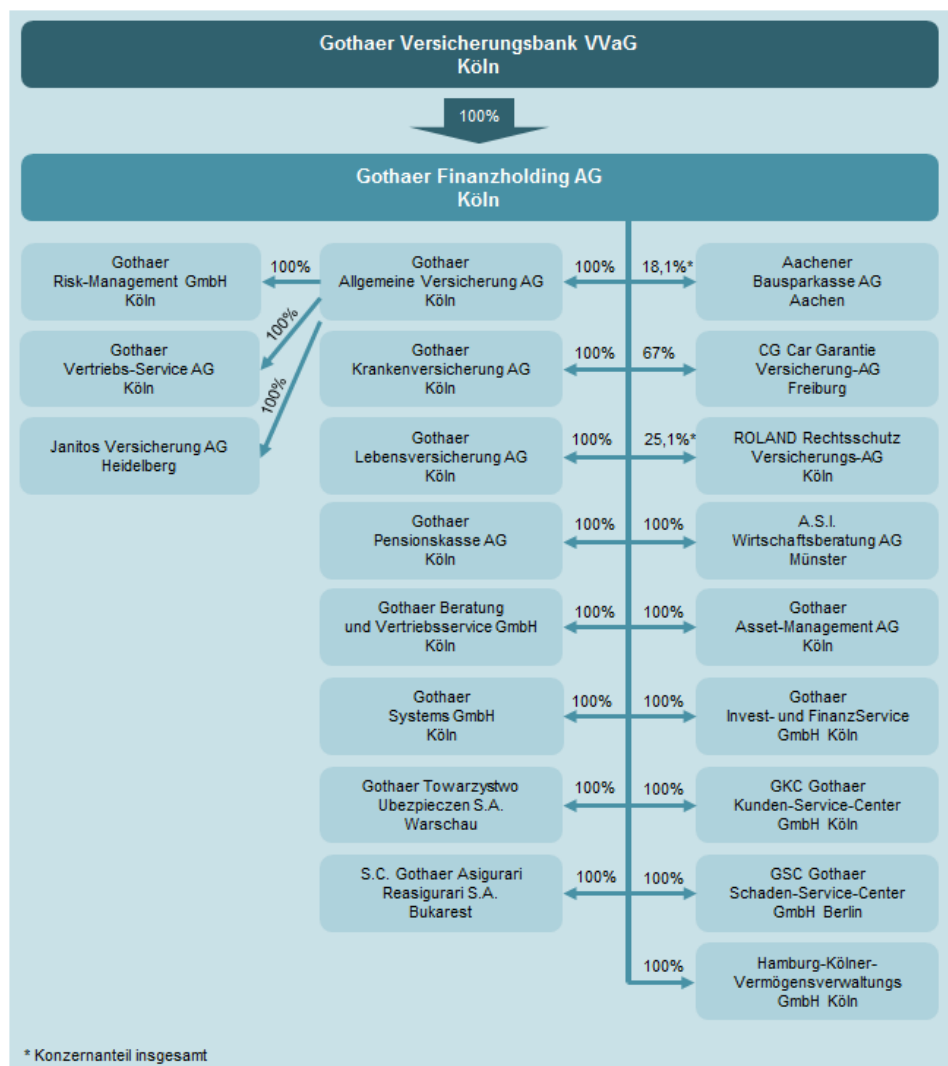 Gothaer Versicherungsbank VVaG
Köln
100%
Gothaer Finanzholding AG
Köln
Gothaer
Risk-Management GmbH
Köln
100%
Gothaer
Allgemeine Versicherung AG
Köln
100%
18,1%*
Aachener
Bausparkasse AG
Aachen
100%
Gothaer
Vertriebs-Service AG
Köln
Gothaer
Krankenversicherung AG
Köln
100%
67%
CG Car Garantie
Versicherung-AG
Freiburg
100%
Janitos Versicherung AG
Heidelberg
Gothaer
Lebensversicherung AG
Köln
100%
25,1%*
ROLAND Rechtsschutz
Versicherungs-AG
Köln
Gothaer
Pensionskasse AG
Köln
100%
100%
A.S.I.
Wirtschaftsberatung AG
Münster
Gothaer Beratung
und Vertriebsservice GmbH
Köln
100%
100%
Gothaer
Asset-Management AG
Köln
Gothaer
Systems GmbH
Köln
100%
100%
Gothaer
Invest- und FinanzService
GmbH Köln
Gothaer Towarzystwo
Ubezpieczen S.A.
Warschau
100%
100%
GKC Gothaer
Kunden-Service-Center
GmbH Köln
S.C. Gothaer Asigurari
Reasigurari S.A.
Bukarest
100%
100%
GSC Gothaer
Schaden-Service-Center
GmbH Berlin
100%
Hamburg-Kölner-
Vermögensverwaltungs
GmbH Köln
* Konzernanteil insgesamt